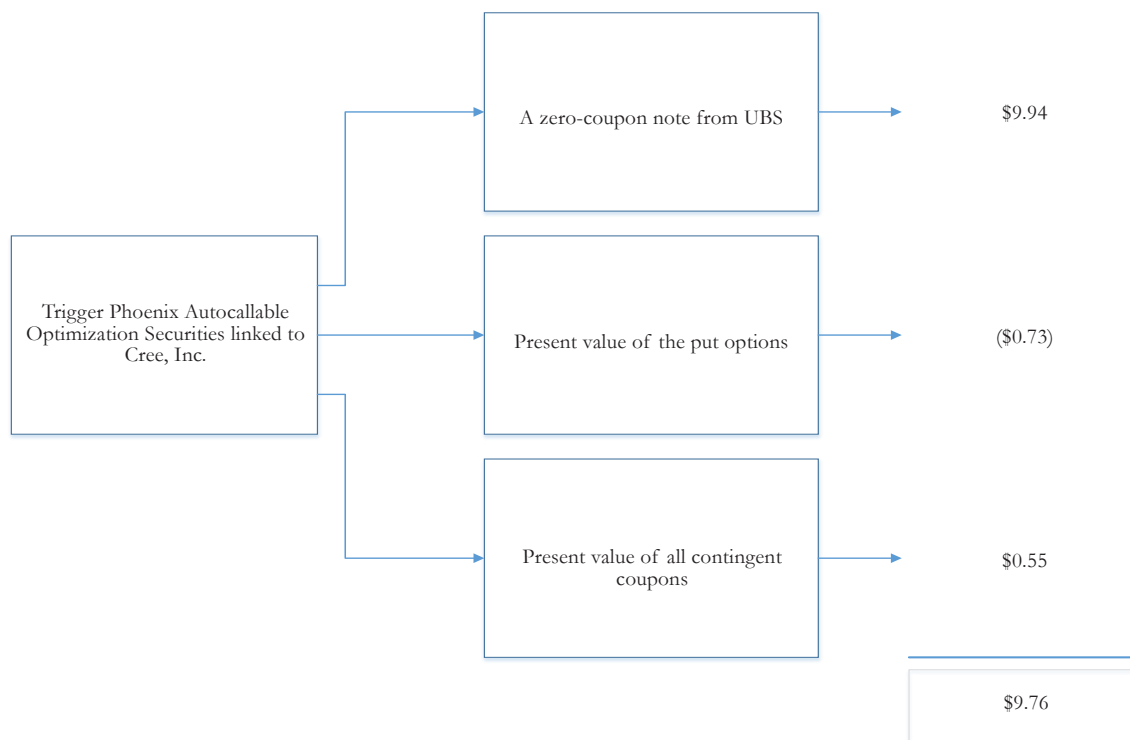 A zero-coupon note from UBS
$9.94
Trigger Phoenix Autocallable
Optimization Securities linked to
Cree, Inc.
Present value of the put options
($0.73)
Present value of all contingent
coupons
$0.55
$9.76